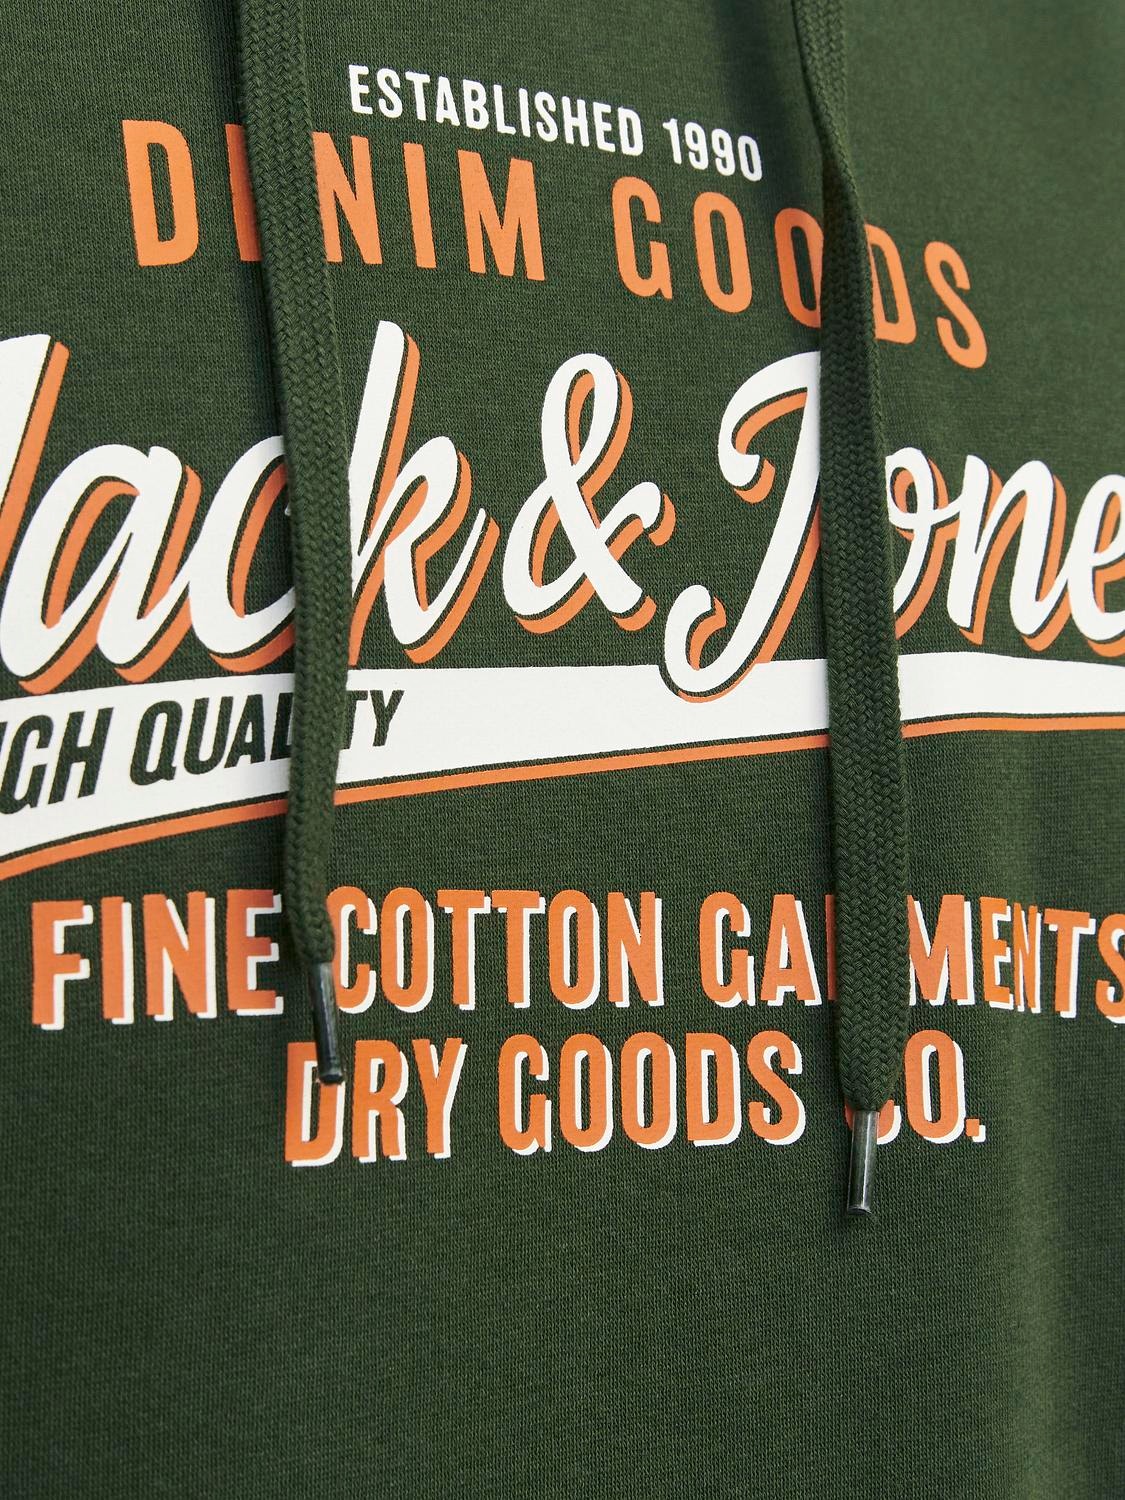 ESTABLISHED 1990
DENIM GOODS
Jack & Jones
HIGH QUALITY
FINE COTTON GARMENTS
DRY GOODS CO.